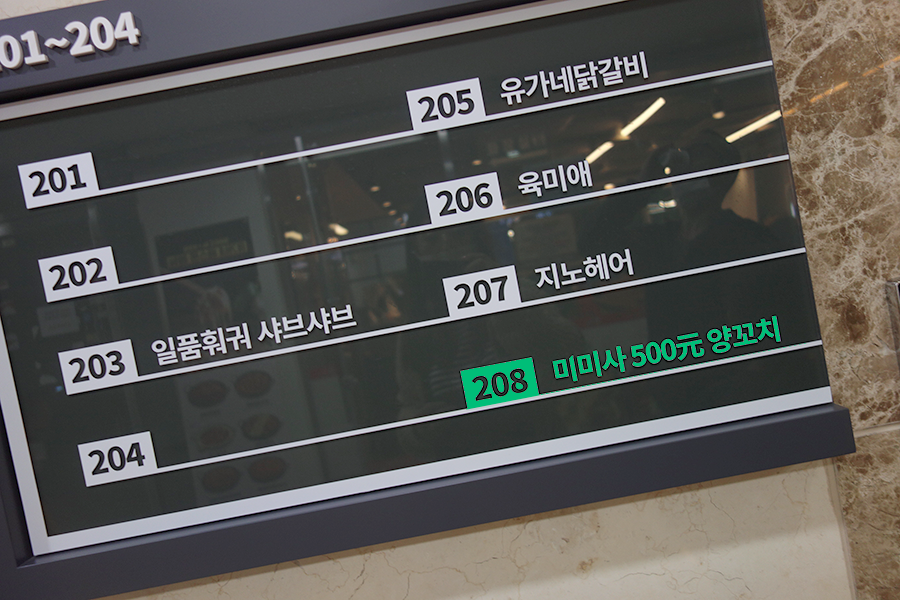 201~204
201
202
203 일품훠궈 샤브샤브
204
205 유가네닭갈비
206 육미애
207 지노헤어
208 미미사 500元 양꼬치